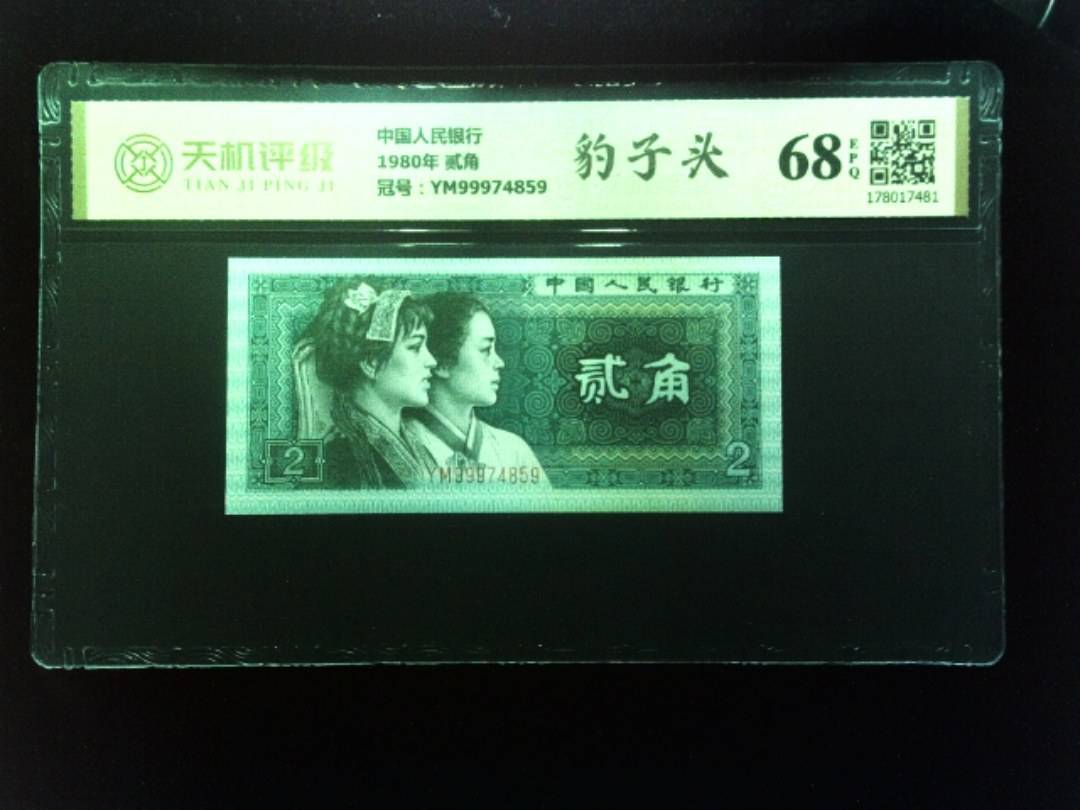 天机评级
TIAN JI PING JI
中国人民银行
1980年 贰角
冠号：YM99974859
豹子头
68
EPQ
178017481
中国人民银行
贰角
2
2
YM99974859